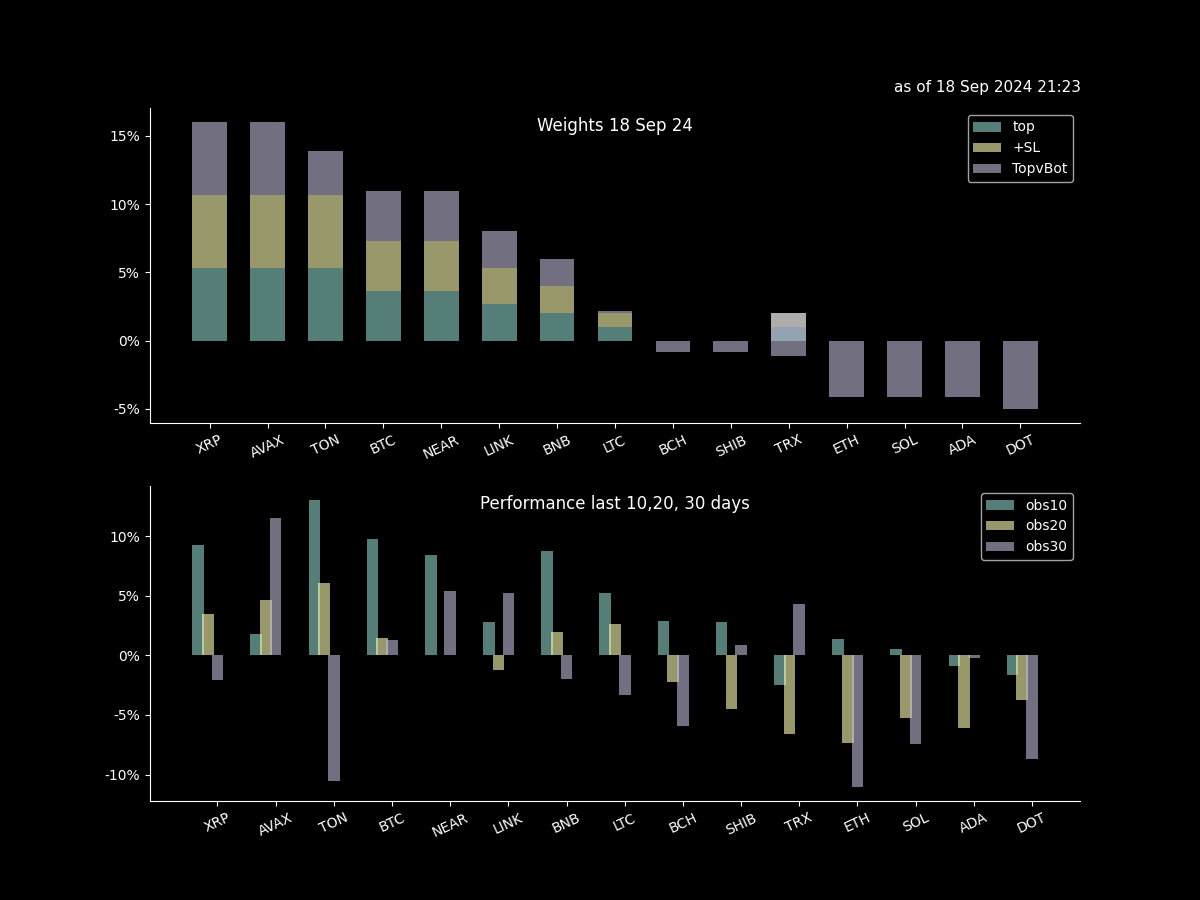 as of 18 Sep 2024 21:23
Weights 18 Sep 24
top
+SL
TopvBot
15%
10%
5%
0%
-5%
XRP AVAX TON BTC NEAR LINK BNB LTC BCH SHIB TRX ETH SOL ADA DOT
Performance last 10,20, 30 days
obs10
obs20
obs30
10%
5%
0%
-5%
-10%
XRP AVAX TON BTC NEAR LINK BNB LTC BCH SHIB TRX ETH SOL ADA DOT